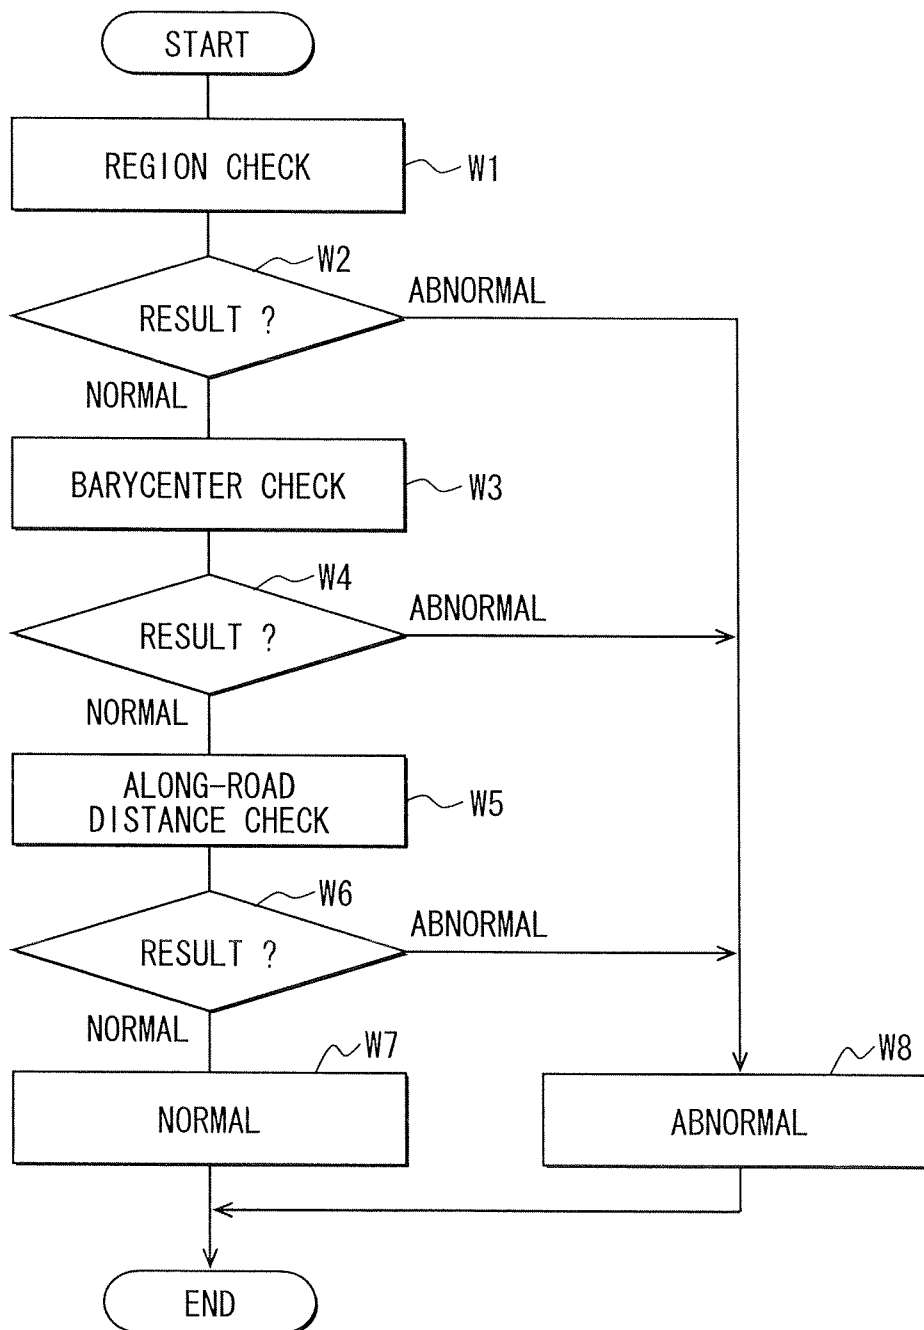 START
REGION CHECK
W1
W2
RESULT ?
ABNORMAL
NORMAL
BARYCENTER CHECK
W3
W4
RESULT ?
ABNORMAL
NORMAL
ALONG-ROAD
DISTANCE CHECK
W5
W6
RESULT ?
ABNORMAL
NORMAL
W7
NORMAL
W8
ABNORMAL
END